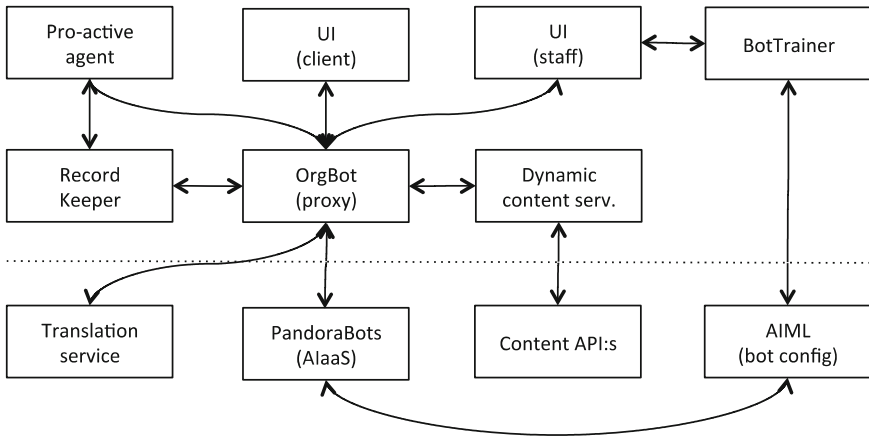 Pro-active
agent
UI
(client)
UI
(staff)
BotTrainer
Record
Keeper
OrgBot
(proxy)
Dynamic
content serv.
Translation
service
PandoraBots
(AIaaS)
Content API:s
AIML
(bot config)